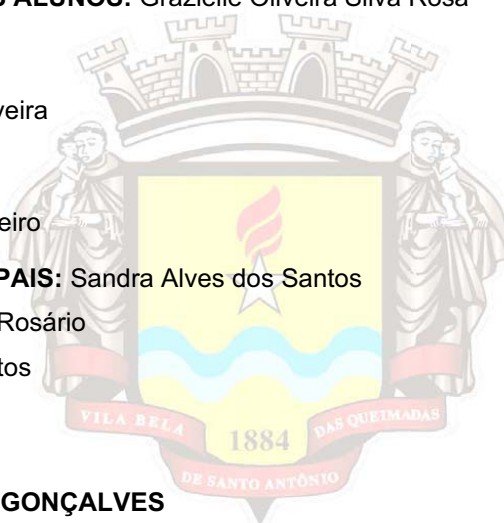 S ALUNOS: Grazielle Oliveira Silva Rosa
veira
eiro
PAIS: Sandra Alves dos Santos
Rosário
tos
VILA BELA
1884
DAS QUEIMADAS
DE SANTO ANTÔNIO
GONÇALVES